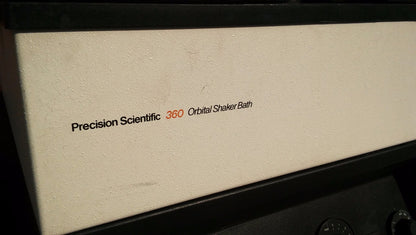 Precision Scientific 360 Orbital Shaker Bath